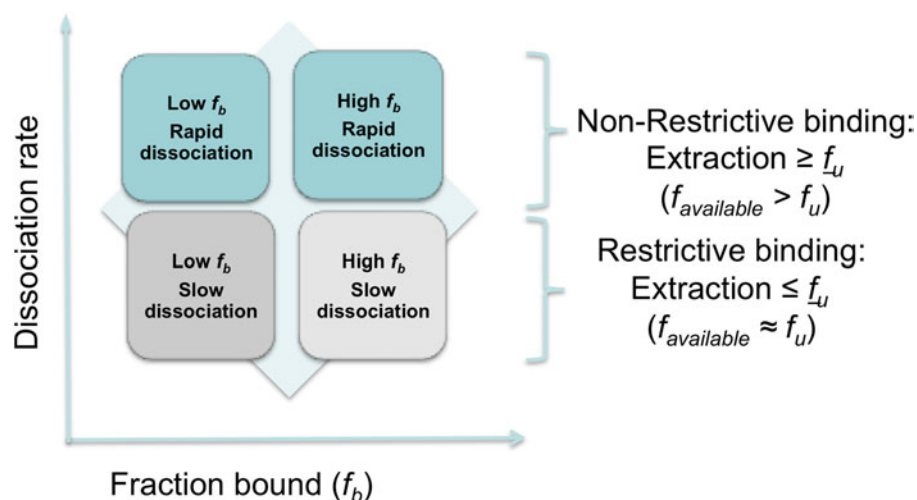 Dissociation rate
Low f_b
Rapid
dissociation
High f_b
Rapid
dissociation
Low f_b
Slow
dissociation
High f_b
Slow
dissociation
Non-Restrictive binding:
Extraction ≥ f_u
(f_available > f_u)
Restrictive binding:
Extraction ≤ f_u
(f_available ≈ f_u)
Fraction bound (f_b)